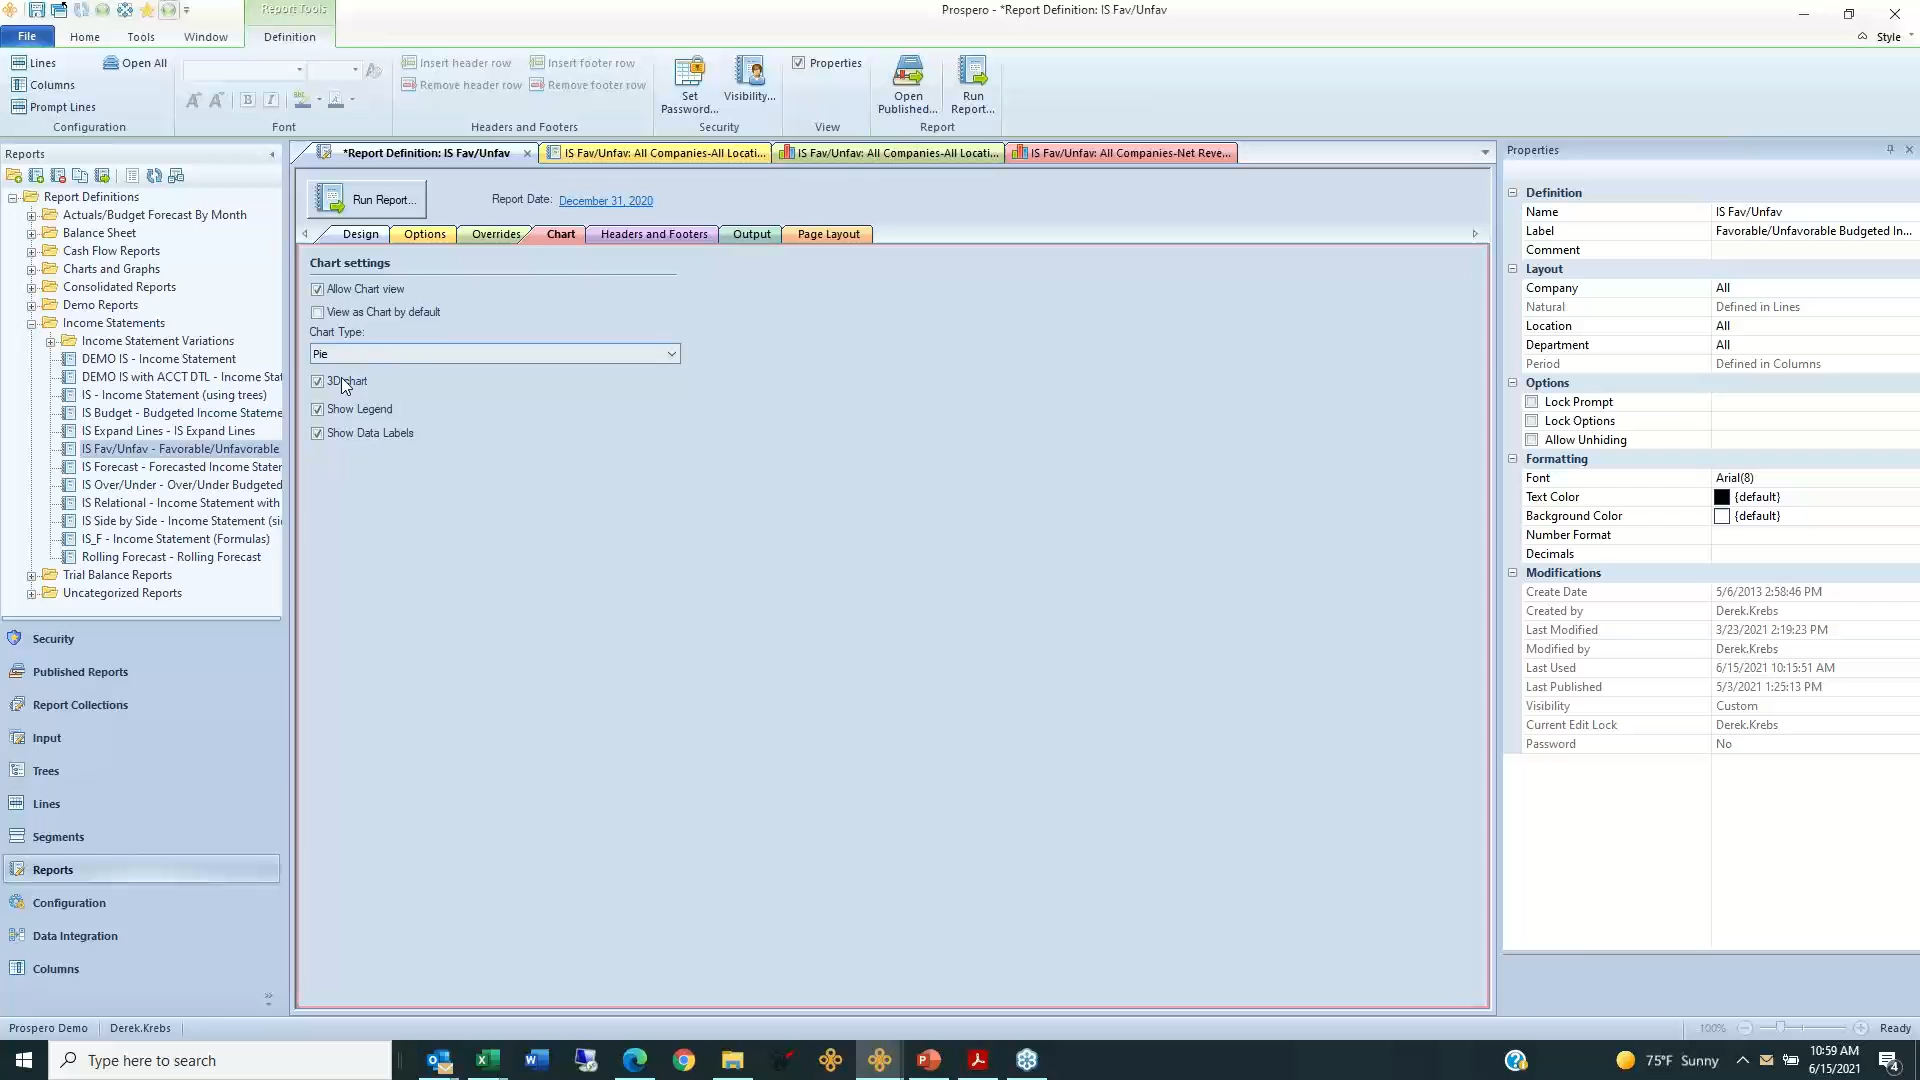 Report Tools
Prospero - *Report Definition: IS Fav/Unfav
File
Home
Tools
Window
Definition
Style
Lines
Open All
Columns
Prompt Lines
Configuration
Font
Insert header row
Insert footer row
Remove header row
Remove footer row
Headers and Footers
Set Password...
Visibility...
Security
Properties
View
Open Published...
Run Report...
Report
Reports
Report Definitions
Actuals/Budget Forecast By Month
Balance Sheet
Cash Flow Reports
Charts and Graphs
Consolidated Reports
Demo Reports
Income Statements
Income Statement Variations
DEMO IS - Income Statement
DEMO IS with ACCT DTL - Income Sta
IS - Income Statement (using trees)
IS Budget - Budgeted Income Stateme
IS Expand Lines - IS Expand Lines
IS Fav/Unfav - Favorable/Unfavorable
IS Forecast - Forecasted Income Stater
IS Over/Under - Over/Under Budgeted
IS Relational - Income Statement with
IS Side by Side - Income Statement (si
IS_F - Income Statement (Formulas)
Rolling Forecast - Rolling Forecast
Trial Balance Reports
Uncategorized Reports
Security
Published Reports
Report Collections
Input
Trees
Lines
Segments
Reports
Configuration
Data Integration
Columns
*Report Definition: IS Fav/Unfav
IS Fav/Unfav: All Companies-All Locati...
IS Fav/Unfav: All Companies-All Locati...
IS Fav/Unfav: All Companies-Net Reve...
Run Report...
Report Date: December 31, 2020
Design
Options
Overrides
Chart
Headers and Footers
Output
Page Layout
Chart settings
Allow Chart view
View as Chart by default
Chart Type:
Pie
3D chart
Show Legend
Show Data Labels
Properties
Definition
Name IS Fav/Unfav
Label Favorable/Unfavorable Budgeted In...
Comment
Layout
Company All
Natural Defined in Lines
Location All
Department All
Period Defined in Columns
Options
Lock Prompt
Lock Options
Allow Unhiding
Formatting
Font Arial(8)
Text Color {default}
Background Color {default}
Number Format
Decimals
Modifications
Create Date 5/6/2013 2:58:46 PM
Created by Derek.Krebs
Last Modified 3/23/2021 2:19:23 PM
Modified by Derek.Krebs
Last Used 6/15/2021 10:15:51 AM
Last Published 5/3/2021 1:25:13 PM
Visibility Custom
Current Edit Lock Derek.Krebs
Password No
Prospero Demo
Derek.Krebs
100%
Ready
Type here to search
75°F Sunny
10:59 AM
6/15/2021
4